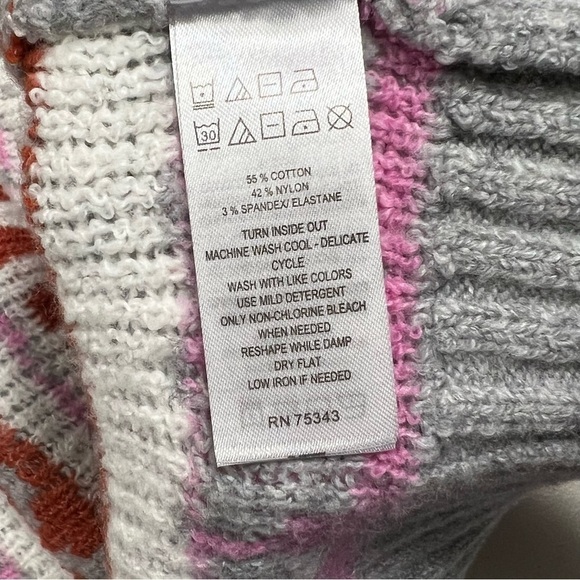 30
55 % COTTON
42 % NYLON
3 % SPANDEX/ ELASTANE
TURN INSIDE OUT
MACHINE WASH COOL - DELICATE
CYCLE
WASH WITH LIKE COLORS
USE MILD DETERGENT
ONLY NON-CHLORINE BLEACH
WHEN NEEDED
RESHAPE WHILE DAMP
DRY FLAT
LOW IRON IF NEEDED
RN 75343